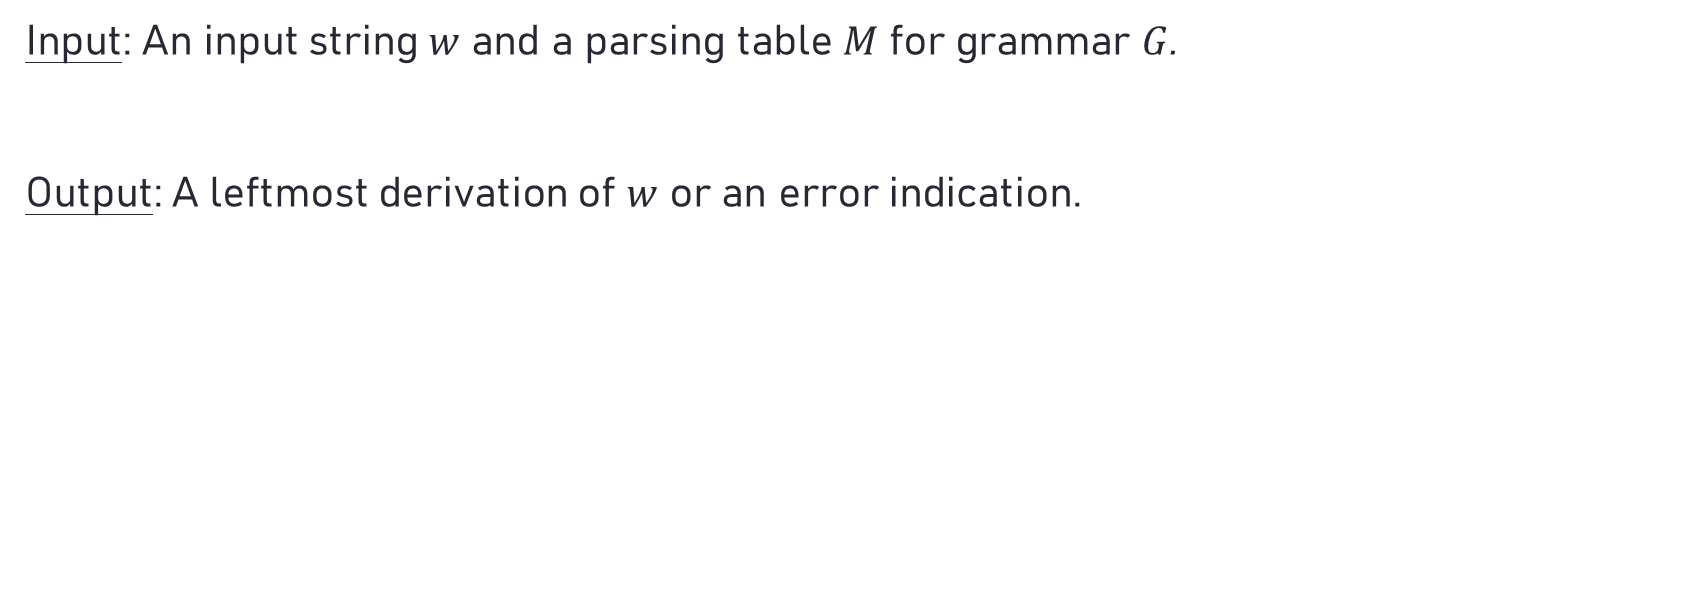 Input: An input string w and a parsing table M for grammar G.
Output: A leftmost derivation of w or an error indication.